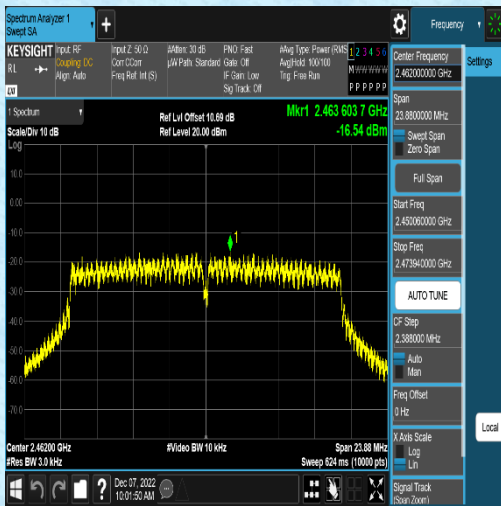 Spectrum Analyzer 1
Swept SA
Frequency
KEYSIGHT
RL
Input: RF
Coupling: DC
Align: Auto
Input Z: 50 Ω
Corr CCorr
Freq Ref: Int (S)
#Atten: 30 dB
µW Path: Standard
PNO: Fast
Gate: Off
IF Gain: Low
Sig Track: Off
#Avg Type: Power (RMS
Avg|Hold: 100/100
Trig: Free Run
1 2 3 4 5 6
M W W W W W
P P P P P P
1 Spectrum
Scale/Div 10 dB
Ref Lvl Offset 10.69 dB
Ref Level 20.00 dBm
Mkr1 2.463 603 7 GHz
-16.54 dBm
Log
10.0
0.00
-10.0
-20.0
-30.0
-40.0
-50.0
-60.0
-70.0
1
Center 2.46200 GHz
#Res BW 3.0 kHz
#Video BW 10 kHz
Span 23.88 MHz
Sweep 624 ms (10000 pts)
Dec 07, 2022
10:01:50 AM
Center Frequency
2.462000000 GHz
Settings
Span
23.8800000 MHz
Swept Span
Zero Span
Full Span
Start Freq
2.450060000 GHz
Stop Freq
2.473940000 GHz
AUTO TUNE
CF Step
2.388000 MHz
Auto
Man
Freq Offset
0 Hz
X Axis Scale
Log
Lin
Local
Signal Track
(Span Zoom)